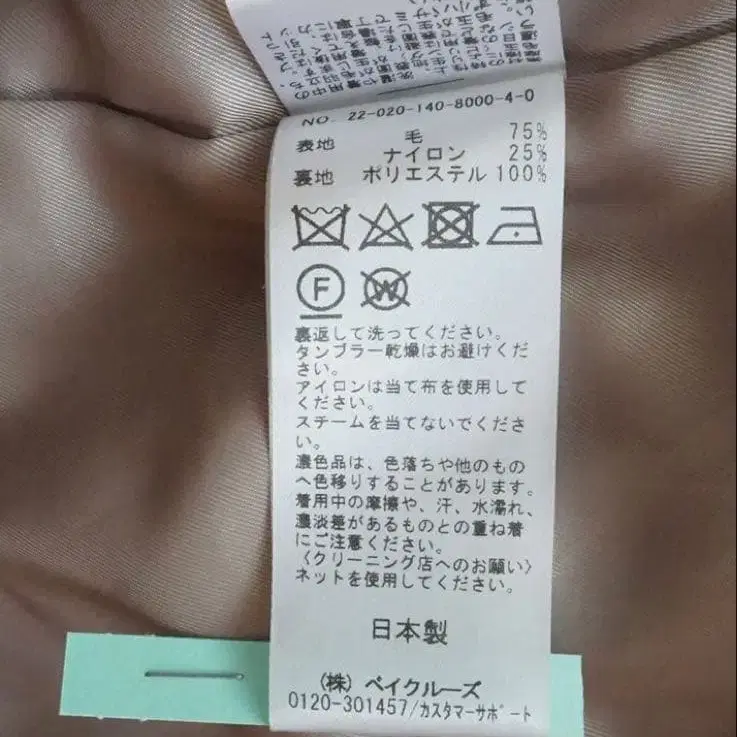 NO. 22-020-140-8000-4-0
表地 毛 75%
ナイロン 25%
裏地 ポリエステル 100%
F
W
裏返して洗ってください。
タンブラー乾燥はお避けくだ
さい。
アイロンは当て布を使用して
ください。
スチームを当てないでくださ
い。
濃色品は、色落ちや他のもの
へ色移りすることがあります。
着用中の摩擦や、汗、水濡れ、
濃淡差があるものとの重ね着
にご注意ください。
〈クリーニング店へのお願い〉
ネットを使用してください。
日本製
(株) ベイクルーズ
0120-301457/カスタマーサポート